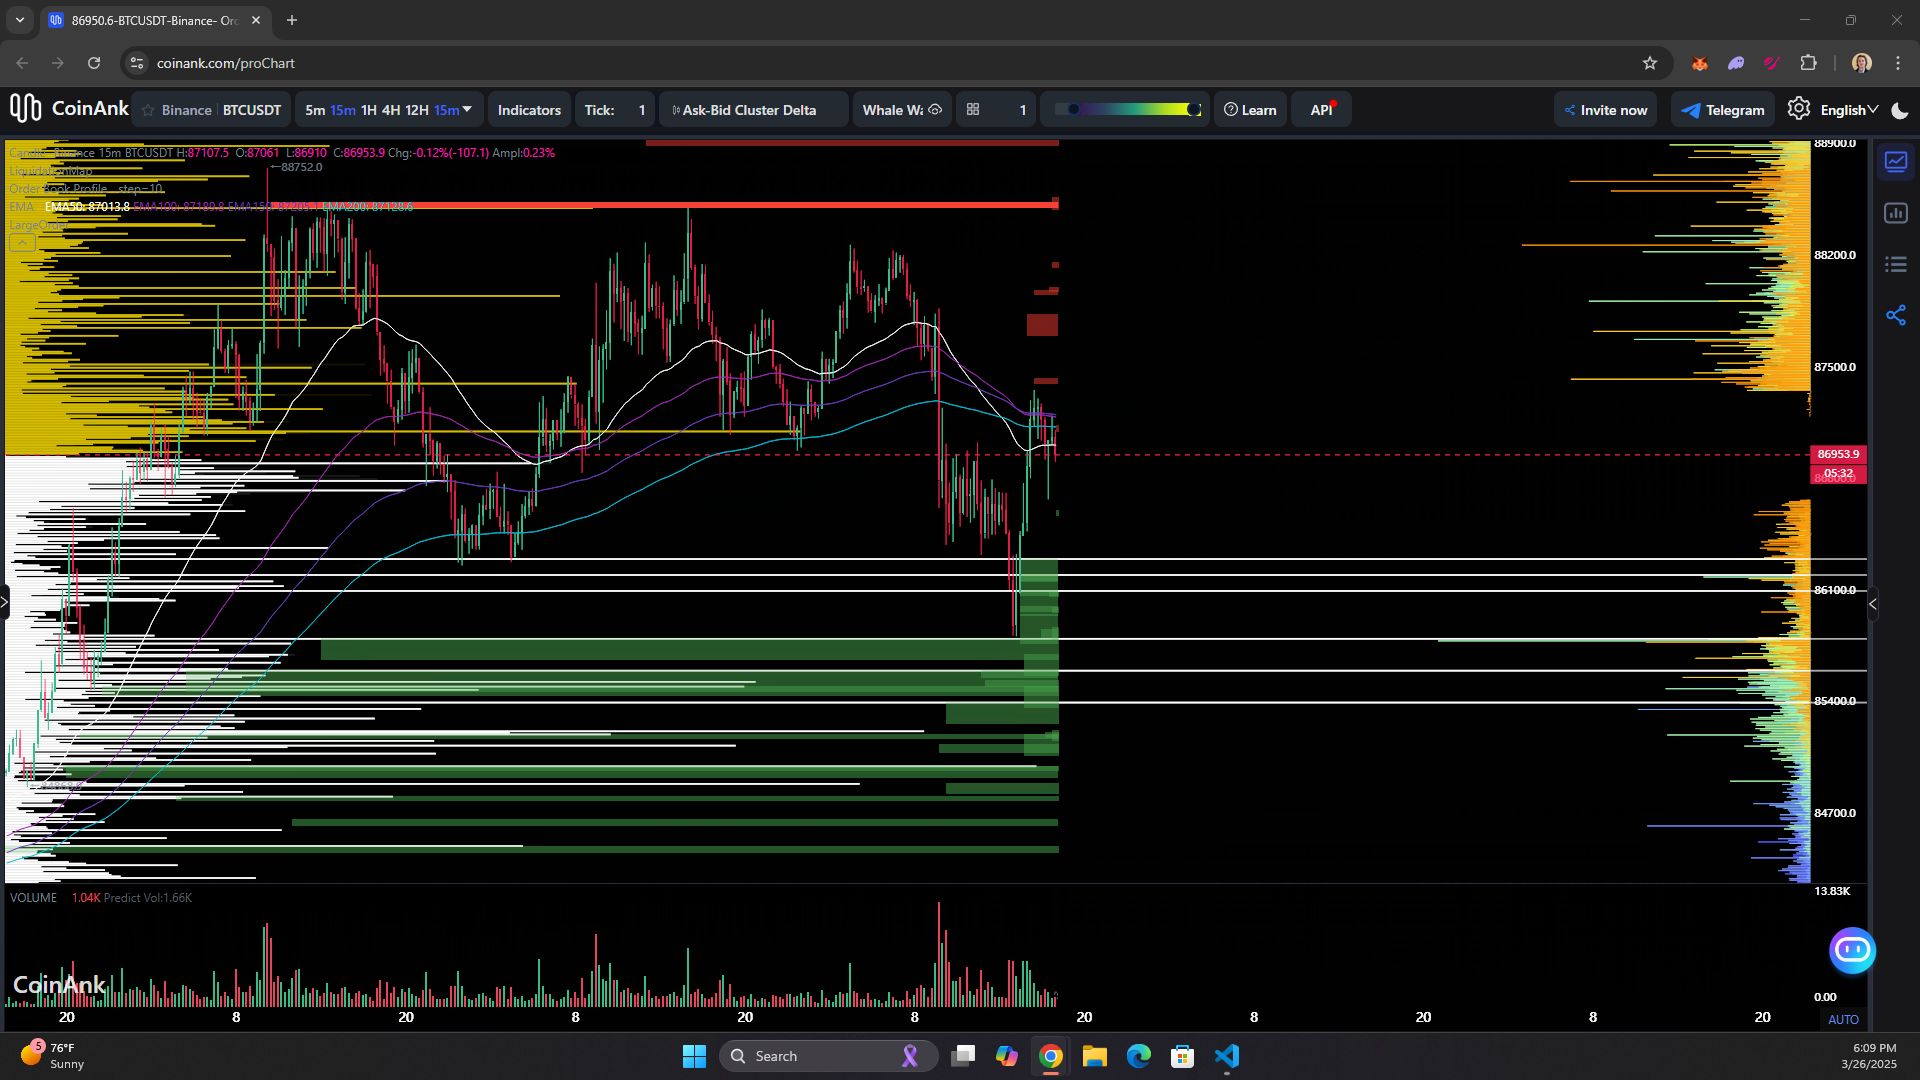 86950.6-BTCUSDT-Binance- Or
coinank.com/proChart
CoinAnk
Binance BTCUSDT
5m 15m 1H 4H 12H 15m
Indicators
Tick: 1
Ask-Bid Cluster Delta
Whale Wa
1
Learn
API
Invite now
Telegram
English
Candle Binance 15m BTCUSDT H:87107.5 O:87061 L:86910 C:86953.9 Chg:-0.12%(-107.1) Ampl:0.23%
LiquidationMap
←88752.0
Order Book Profile step=10
EMA EMA50: 87013.8 EMA100: 87189.8 EMA200: 87128.6
LargeOrder
88900.0
88200.0
87500.0
86953.9
05:32
86800.0
86100.0
85400.0
84700.0
VOLUME 1.04K Predict Vol:1.66K
13.83K
CoinAnk
0.00
20 8 20 8 20 8 20 8 20 8 20
AUTO
5
76°F
Sunny
Search
6:09 PM
3/26/2025